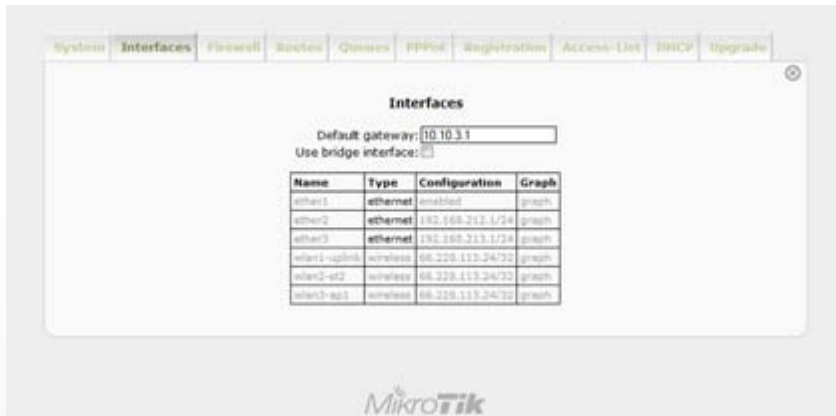 System Interfaces Firewall Routes Queues PPPoE Registration Access-List DHCP Upgrade
Interfaces
Default gateway: 10.10.3.1
Use bridge interface:
Name Type Configuration Graph
ether1 ethernet enabled graph
ether2 ethernet 192.168.212.1/24 graph
ether3 ethernet 192.168.213.1/24 graph
wlan1-uplink wireless 66.228.113.24/32 graph
wlan2-st2 wireless 66.228.113.24/32 graph
wlan3-ap1 wireless 66.228.113.24/32 graph
MikroTik